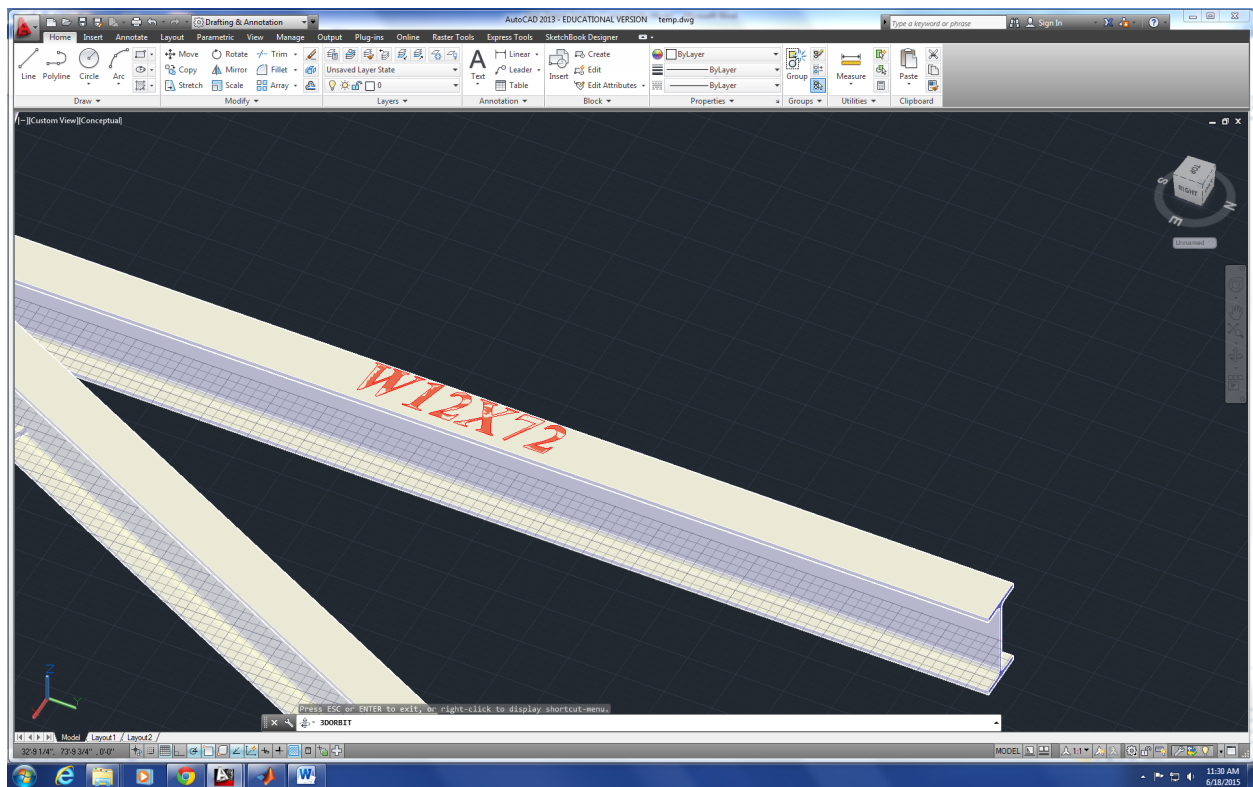 Drafting & Annotation
AutoCAD 2013 - EDUCATIONAL VERSION temp.dwg
Type a keyword or phrase
Sign In
Home Insert Annotate Layout Parametric View Manage Output Plug-ins Online Raster Tools Express Tools SketchBook Designer
Line Polyline Circle Arc
Move Rotate Trim
Copy Mirror Fillet
Stretch Scale Array
Unsaved Layer State
0
Text
Linear
Leader
Table
Insert
Create
Edit
Edit Attributes
ByLayer
ByLayer
ByLayer
Group
Measure
Paste
Draw Modify Layers Annotation Block Properties Groups Utilities Clipboard
[-][Custom View][Conceptual]
TOP
RIGHT
S
E
N
Unnamed
W12X72
Z
Y
Press ESC or ENTER to exit, or right-click to display shortcut-menu.
3DORBIT
Model Layout1 Layout2
32'-9 1/4", 73'-9 3/4" , 0'-0"
MODEL
1:1
11:30 AM
6/18/2015